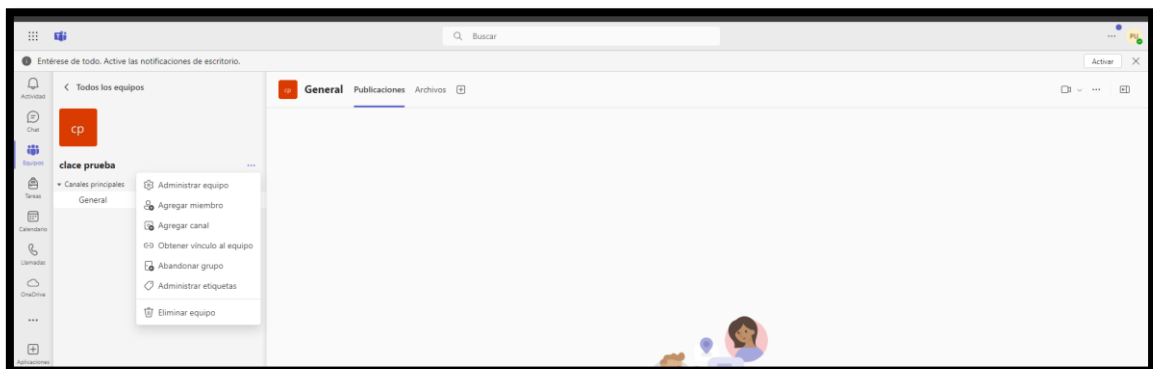 Buscar
PU
Entérese de todo. Active las notificaciones de escritorio.
Activar
Actividad
Chat
Equipos
Tareas
Calendario
Llamadas
OneDrive
Aplicaciones
Todos los equipos
cp
clace prueba
Canales principales
General
Administrar equipo
Agregar miembro
Agregar canal
Obtener vínculo al equipo
Abandonar grupo
Administrar etiquetas
Eliminar equipo
cp General Publicaciones Archivos